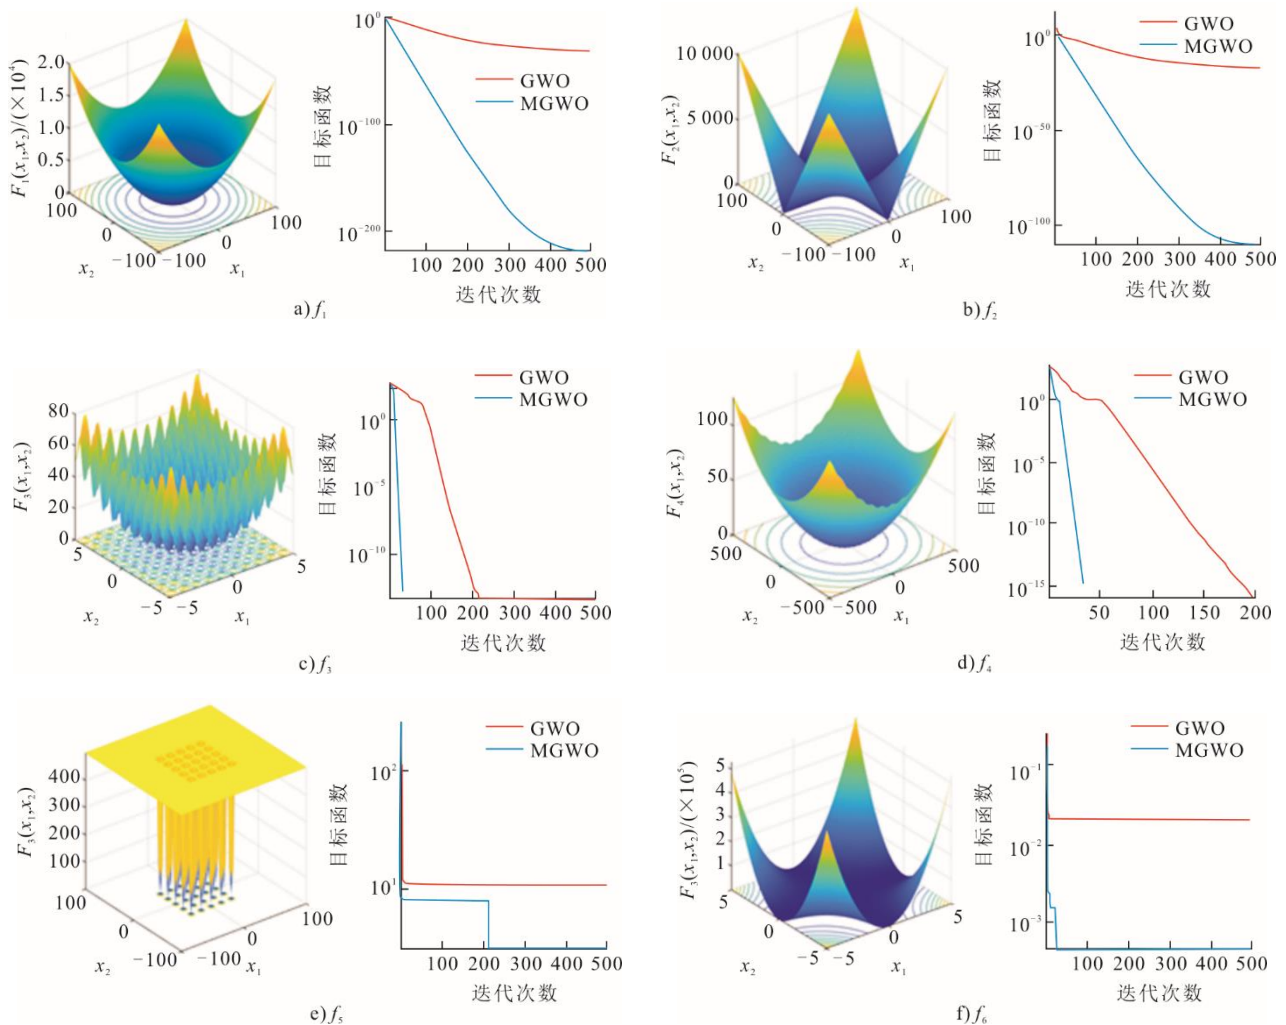 F₁(x₁,x₂)/(×10⁴)
2.0
1.5
1.0
0.5
0
100
0
−100
x₂
−100
0
100
x₁
目标函数
10⁰
10⁻¹⁰⁰
10⁻²⁰⁰
GWO
MGWO
100 200 300 400 500
迭代次数
a) f₁
F₂(x₁,x₂)
10 000
5 000
0
100
0
−100
x₂
−100
0
100
x₁
目标函数
10⁰
10⁻⁵⁰
10⁻¹⁰⁰
GWO
MGWO
100 200 300 400 500
迭代次数
b) f₂
F₃(x₁,x₂)
80
60
40
20
0
5
0
−5
x₂
−5
0
5
x₁
目标函数
10⁰
10⁻⁵
10⁻¹⁰
GWO
MGWO
100 200 300 400 500
迭代次数
c) f₃
F₄(x₁,x₂)
100
50
0
500
0
−500
x₂
−500
0
500
x₁
目标函数
10⁰
10⁻⁵
10⁻¹⁰
10⁻¹⁵
GWO
MGWO
50 100 150 200
迭代次数
d) f₄
F₃(x₁,x₂)
400
300
200
100
100
0
−100
x₂
−100
0
100
x₁
目标函数
10²
10¹
GWO
MGWO
100 200 300 400 500
迭代次数
e) f₅
F₃(x₁,x₂)/(×10⁵)
5
4
3
2
1
5
0
−5
x₂
−5
0
5
x₁
目标函数
10⁻¹
10⁻²
10⁻³
GWO
MGWO
100 200 300 400 500
迭代次数
f) f₆